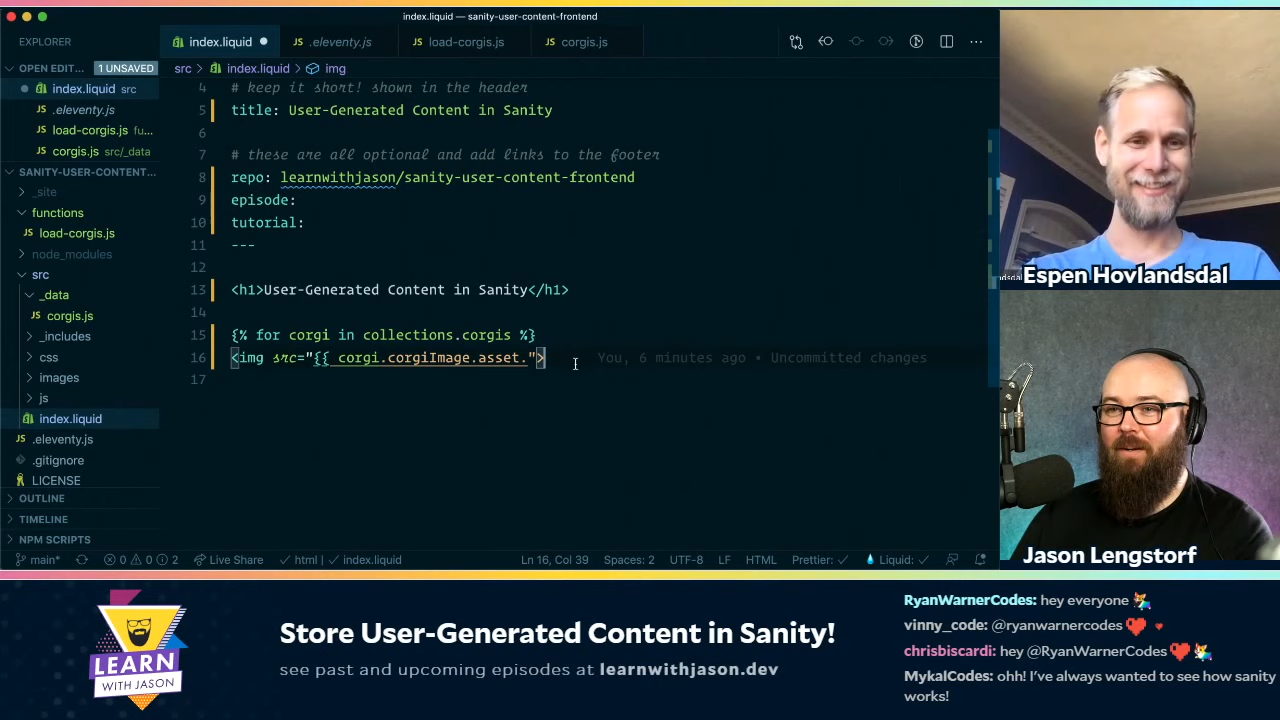 index.liquid — sanity-user-content-frontend
EXPLORER
index.liquid
.eleventy.js
load-corgis.js
corgis.js
OPEN EDIT... 1 UNSAVED
index.liquid src
.eleventy.js
load-corgis.js fu...
corgis.js src/_data
SANITY-USER-CONTENT...
_site
functions
load-corgis.js
node_modules
src
_data
corgis.js
_includes
css
images
js
index.liquid
.eleventy.js
.gitignore
LICENSE
OUTLINE
TIMELINE
NPM SCRIPTS
src > index.liquid > img
4 # keep it short! shown in the header
5 title: User-Generated Content in Sanity
6
7 # these are all optional and add links to the footer
8 repo: learnwithjason/sanity-user-content-frontend
9 episode:
10 tutorial:
11 ---
12
13 <h1>User-Generated Content in Sanity</h1>
14
15 {% for corgi in collections.corgis %}
16 <img src="{{ corgi.corgiImage.asset."> You, 6 minutes ago • Uncommitted changes
17
main* 0 0 2 Live Share html | index.liquid Ln 16, Col 39 Spaces: 2 UTF-8 LF HTML Prettier: Liquid:
Espen Hovlandsdal
Jason Lengstorf
LEARN
WITH JASON
Store User-Generated Content in Sanity!
see past and upcoming episodes at learnwithjason.dev
RyanWarnerCodes: hey everyone
vinny_code: @ryanwarnercodes
chrisbiscardi: hey @RyanWarnerCodes
MykalCodes: ohh! I've always wanted to see how sanity
works!